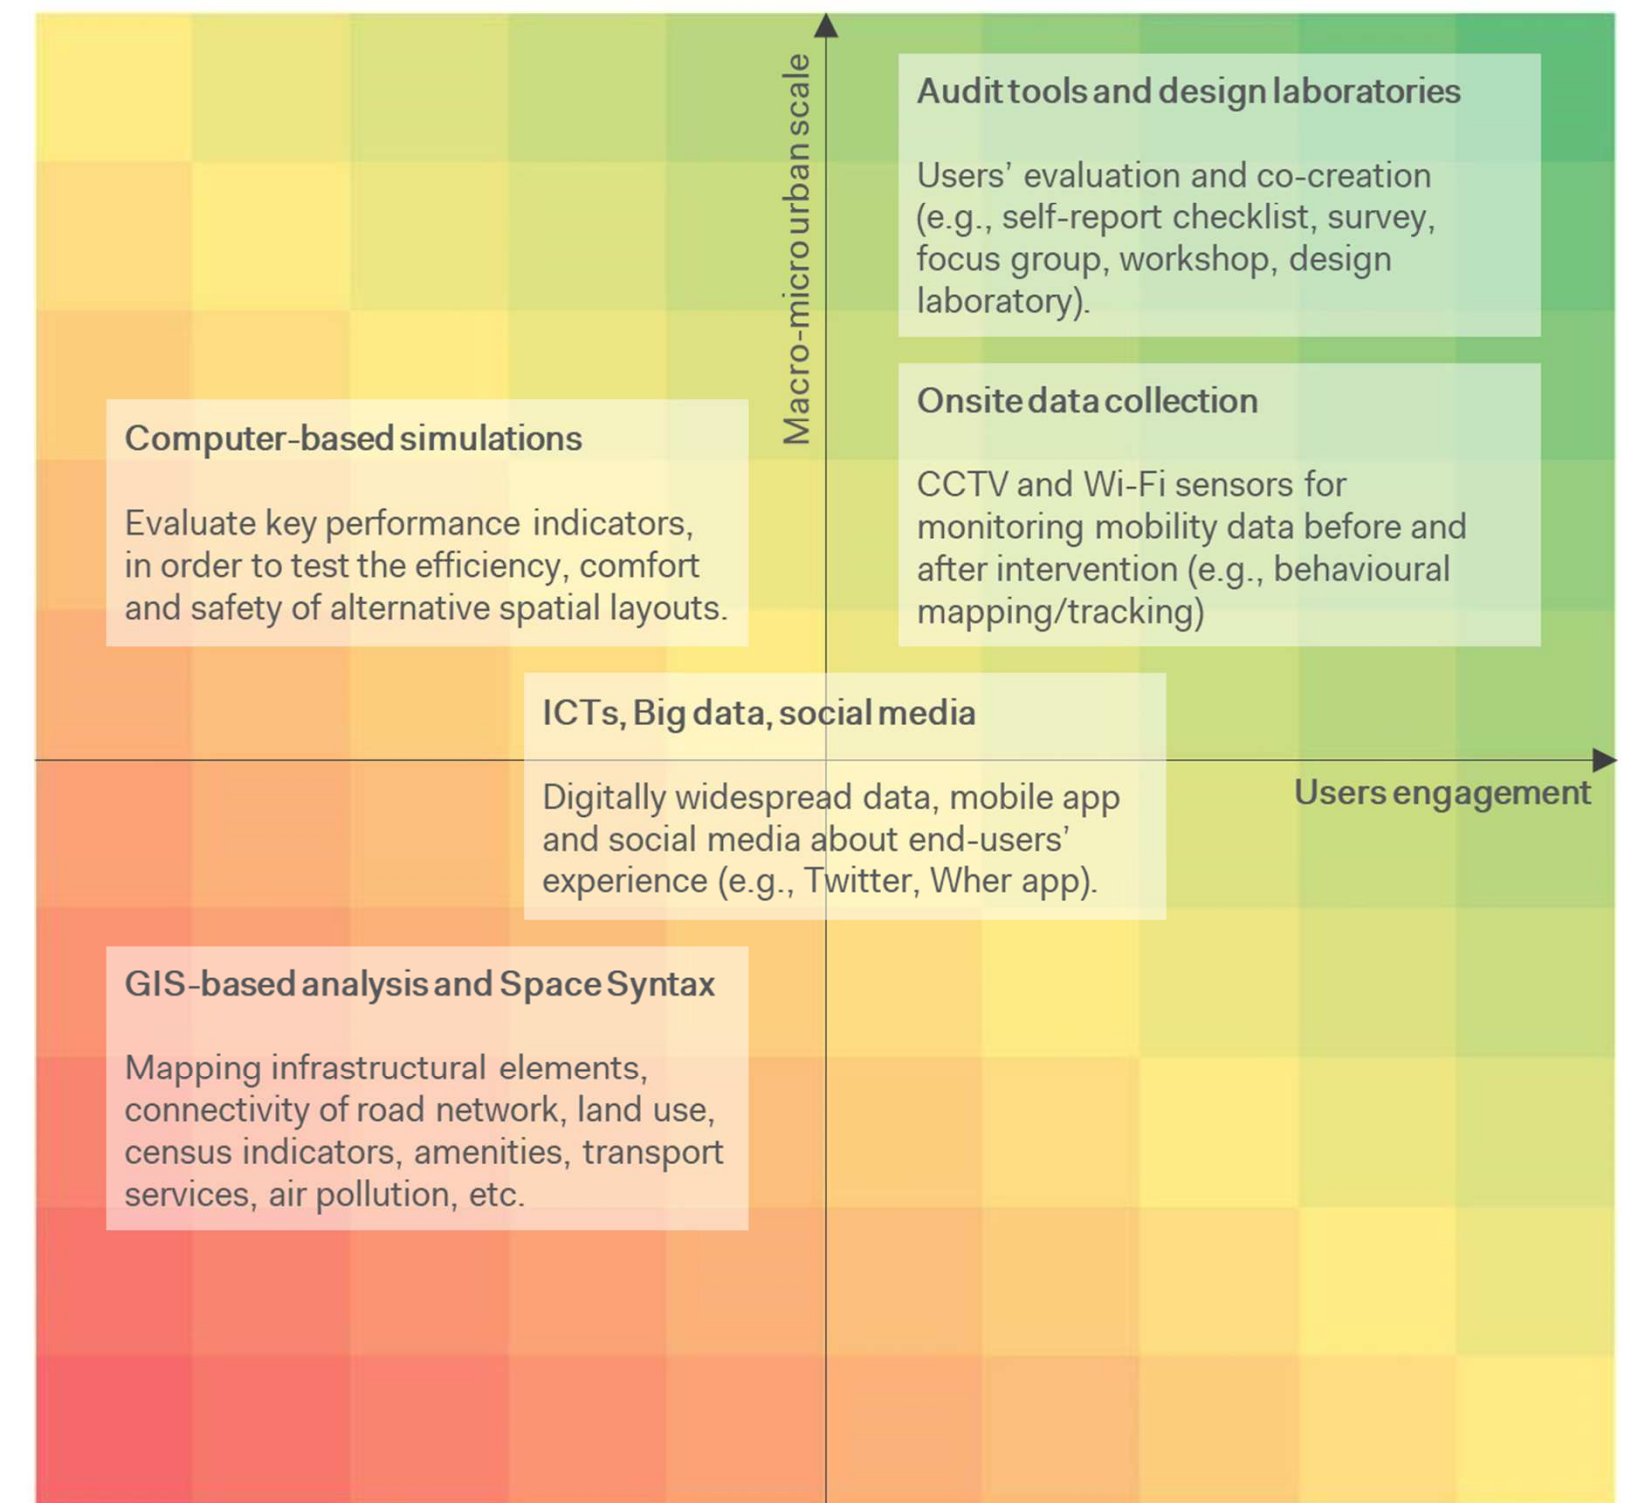 Macro-micro urban scale
Audit tools and design laboratories
Users’ evaluation and co-creation
(e.g., self-report checklist, survey,
focus group, workshop, design
laboratory).
Onsite data collection
CCTV and Wi-Fi sensors for
monitoring mobility data before and
after intervention (e.g., behavioural
mapping/tracking)
Computer-based simulations
Evaluate key performance indicators,
in order to test the efficiency, comfort
and safety of alternative spatial layouts.
ICTs, Big data, social media
Digitally widespread data, mobile app
and social media about end-users’
experience (e.g., Twitter, Wher app).
Users engagement
GIS-based analysis and Space Syntax
Mapping infrastructural elements,
connectivity of road network, land use,
census indicators, amenities, transport
services, air pollution, etc.